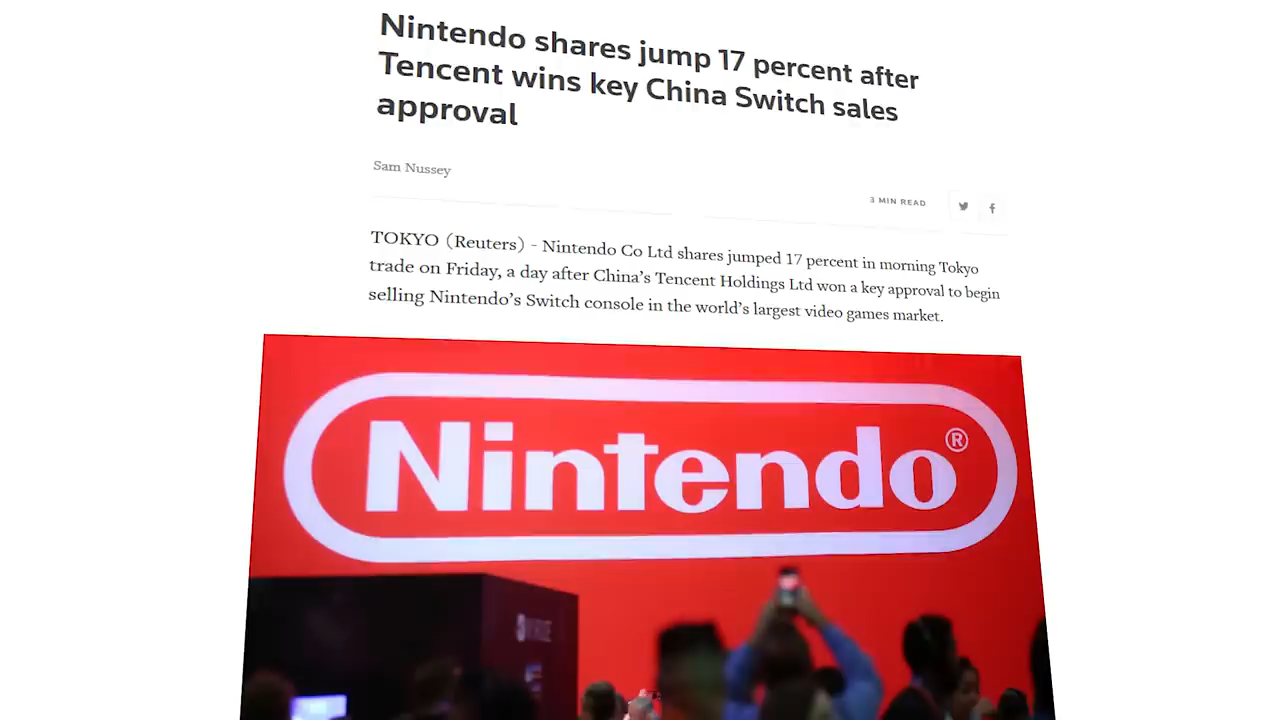 Nintendo shares jump 17 percent after
Tencent wins key China Switch sales
approval
Sam Nussey
3 MIN READ
TOKYO (Reuters) - Nintendo Co Ltd shares jumped 17 percent in morning Tokyo
trade on Friday, a day after China’s Tencent Holdings Ltd won a key approval to begin
selling Nintendo’s Switch console in the world’s largest video games market.
Nintendo®